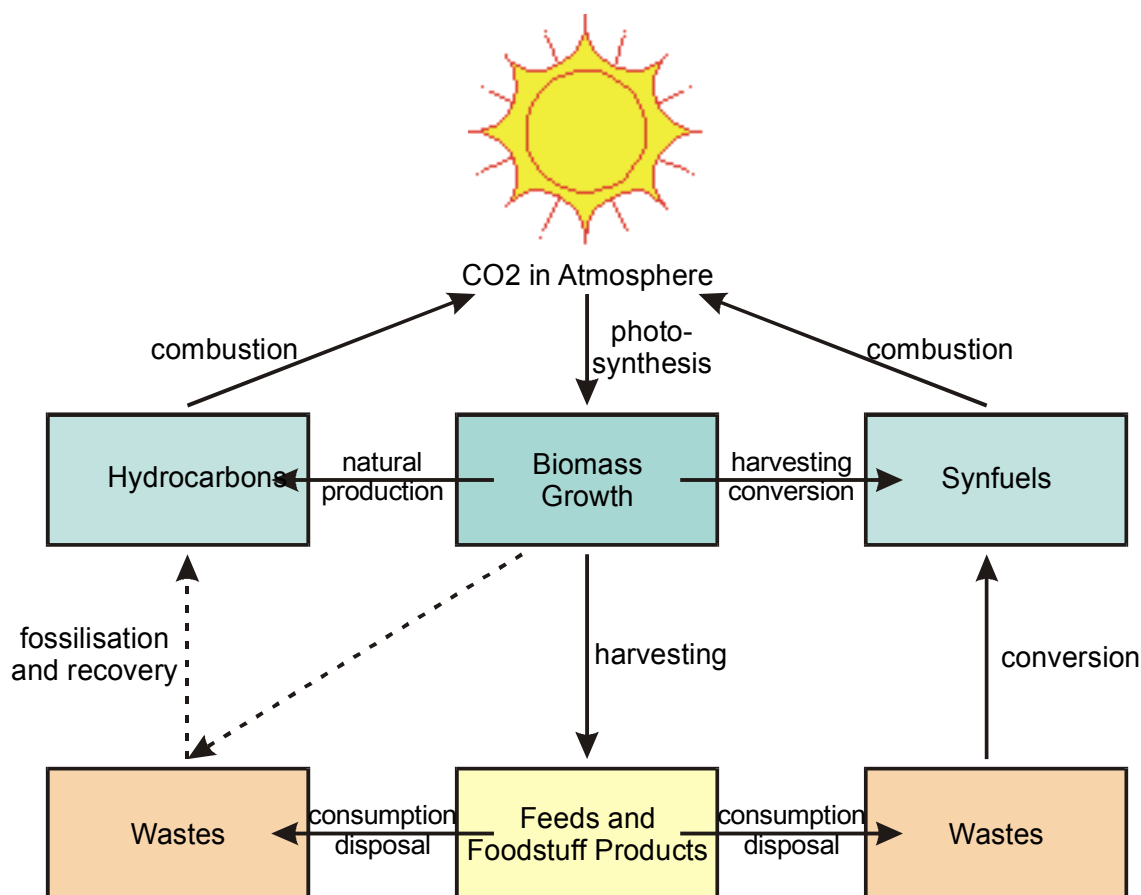 CO2 in Atmosphere
combustion
photo-
synthesis
combustion
Hydrocarbons
natural
production
Biomass
Growth
harvesting
conversion
Synfuels
fossilisation
and recovery
harvesting
conversion
Wastes
consumption
disposal
Feeds and
Foodstuff Products
consumption
disposal
Wastes